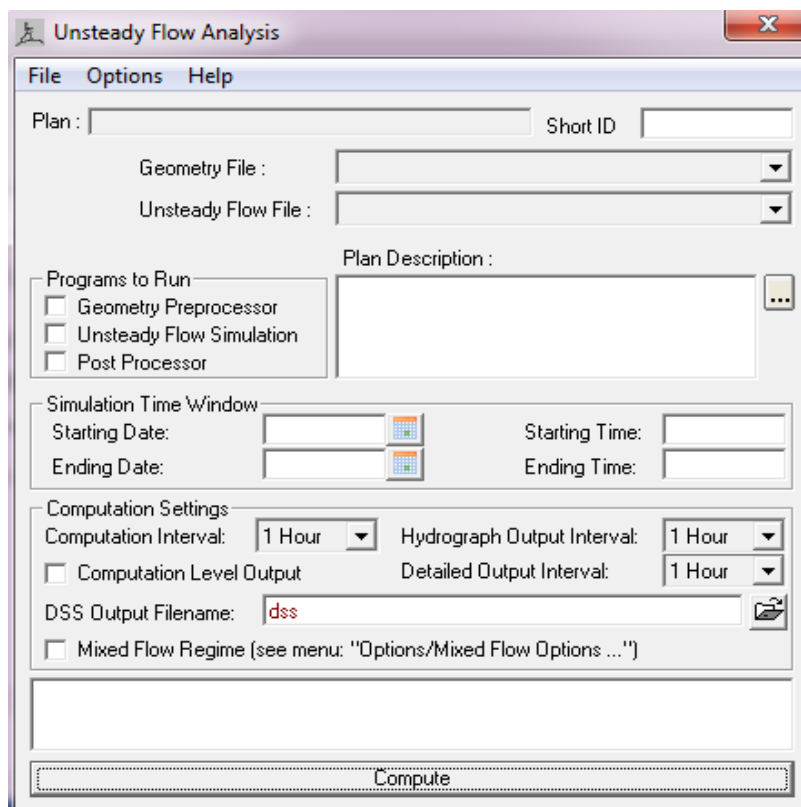 Unsteady Flow Analysis
File Options Help
Plan : Short ID
Geometry File :
Unsteady Flow File :
Plan Description :
Programs to Run
Geometry Preprocessor
Unsteady Flow Simulation
Post Processor
...
Simulation Time Window
Starting Date: Starting Time:
Ending Date: Ending Time:
Computation Settings
Computation Interval: 1 Hour Hydrograph Output Interval: 1 Hour
Computation Level Output Detailed Output Interval: 1 Hour
DSS Output Filename: dss
Mixed Flow Regime (see menu: "Options/Mixed Flow Options ...")
Compute